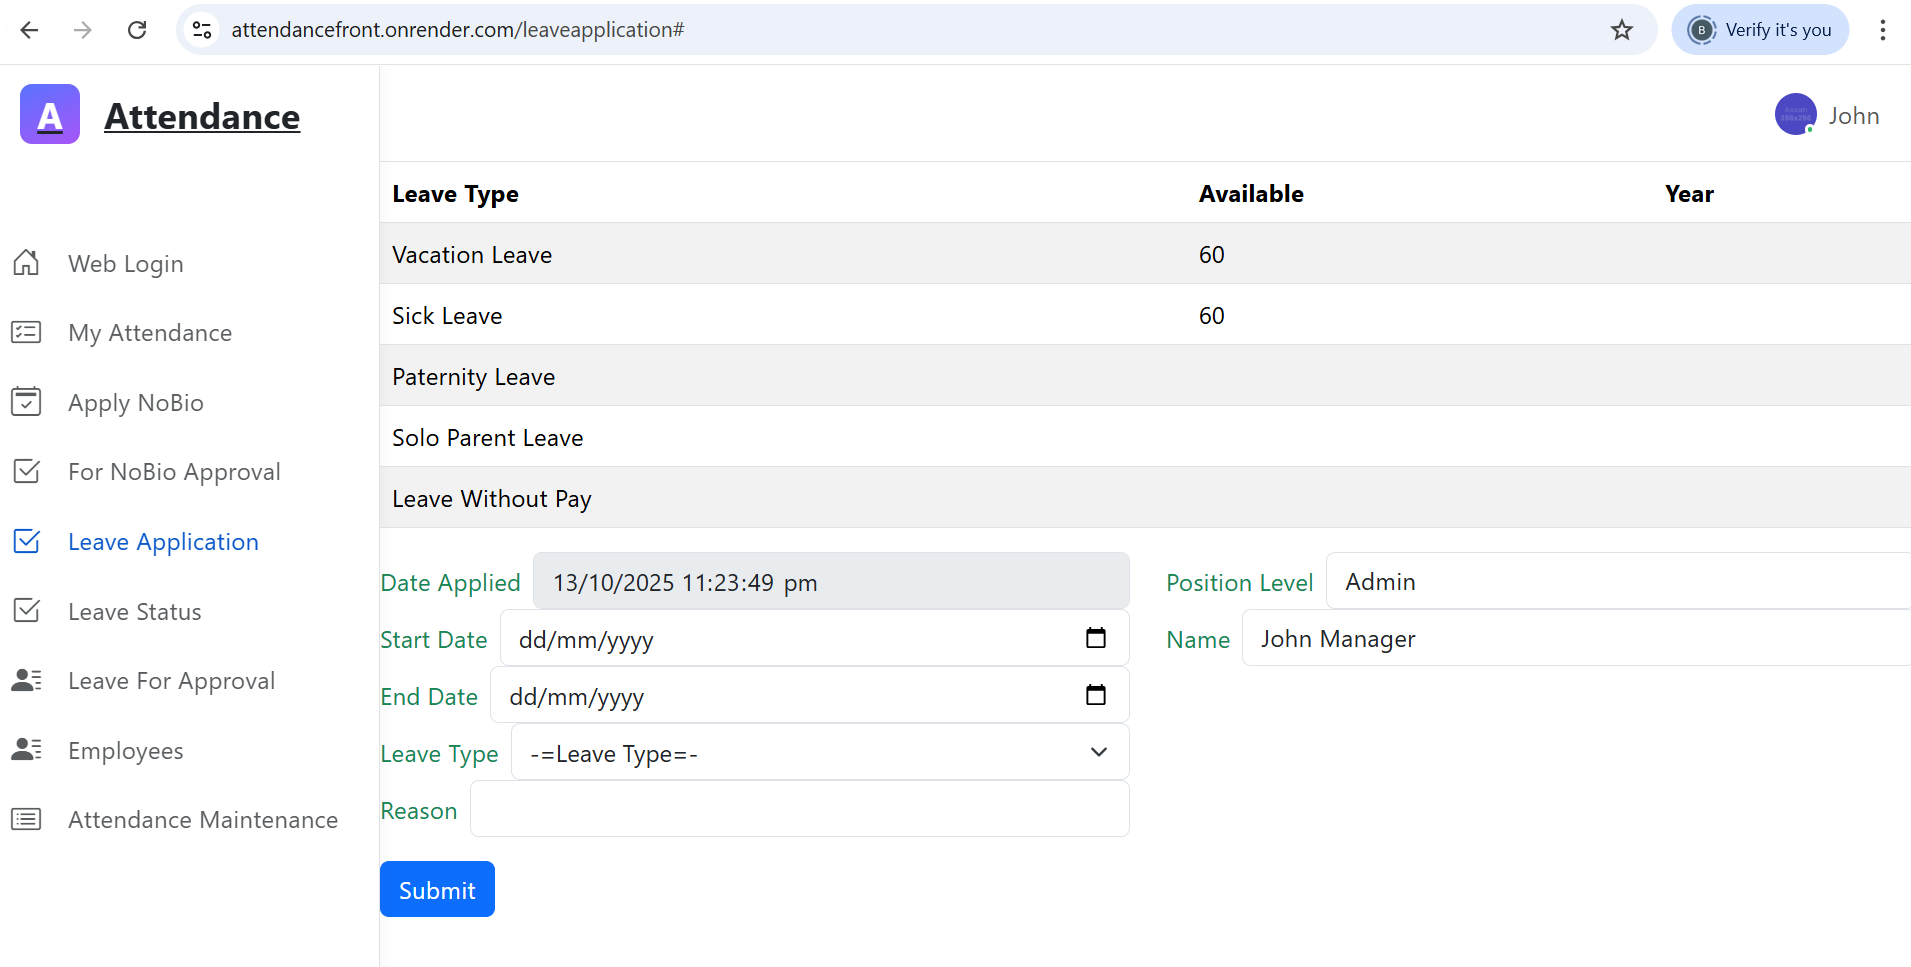 attendancefront.onrender.com/leaveapplication#
B Verify it's you
A Attendance
John
Web Login
My Attendance
Apply NoBio
For NoBio Approval
Leave Application
Leave Status
Leave For Approval
Employees
Attendance Maintenance
Leave Type Available Year
Vacation Leave 60
Sick Leave 60
Paternity Leave
Solo Parent Leave
Leave Without Pay
Date Applied 13/10/2025 11:23:49 pm Position Level Admin
Start Date dd/mm/yyyy Name John Manager
End Date dd/mm/yyyy
Leave Type -=Leave Type=-
Reason
Submit